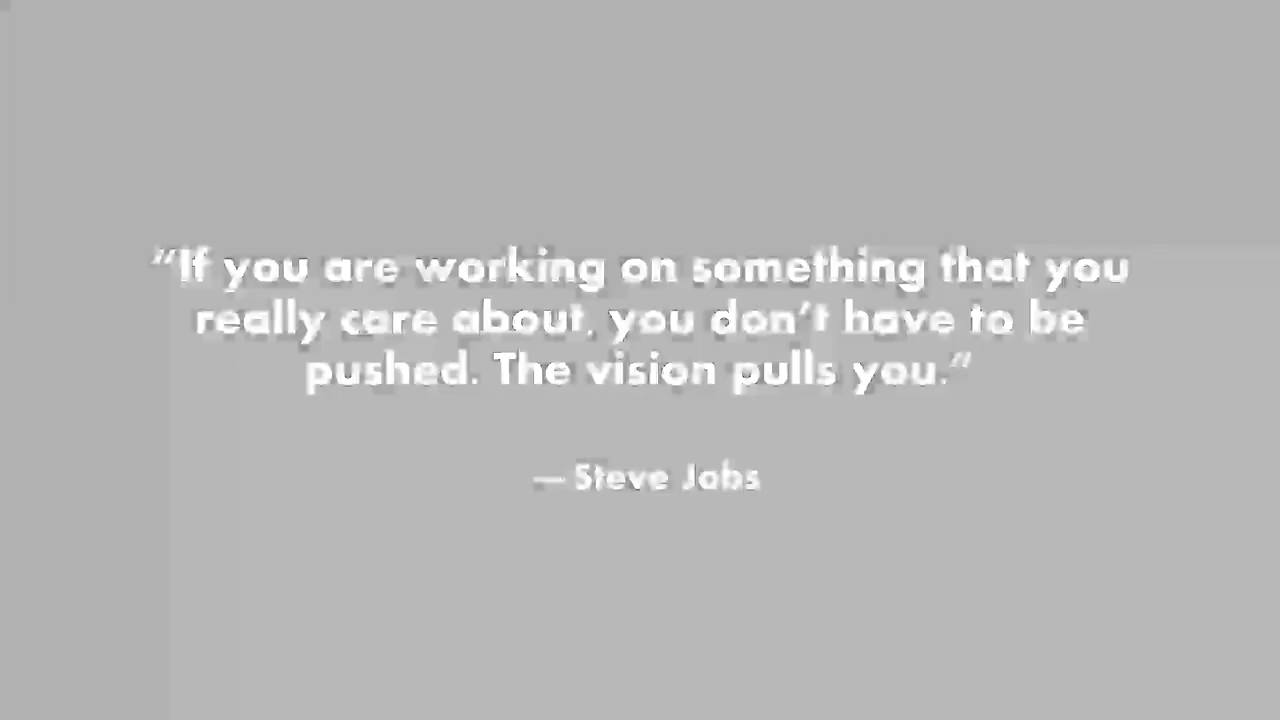 “If you are working on something that you
really care about, you don’t have to be
pushed. The vision pulls you.”
— Steve Jobs